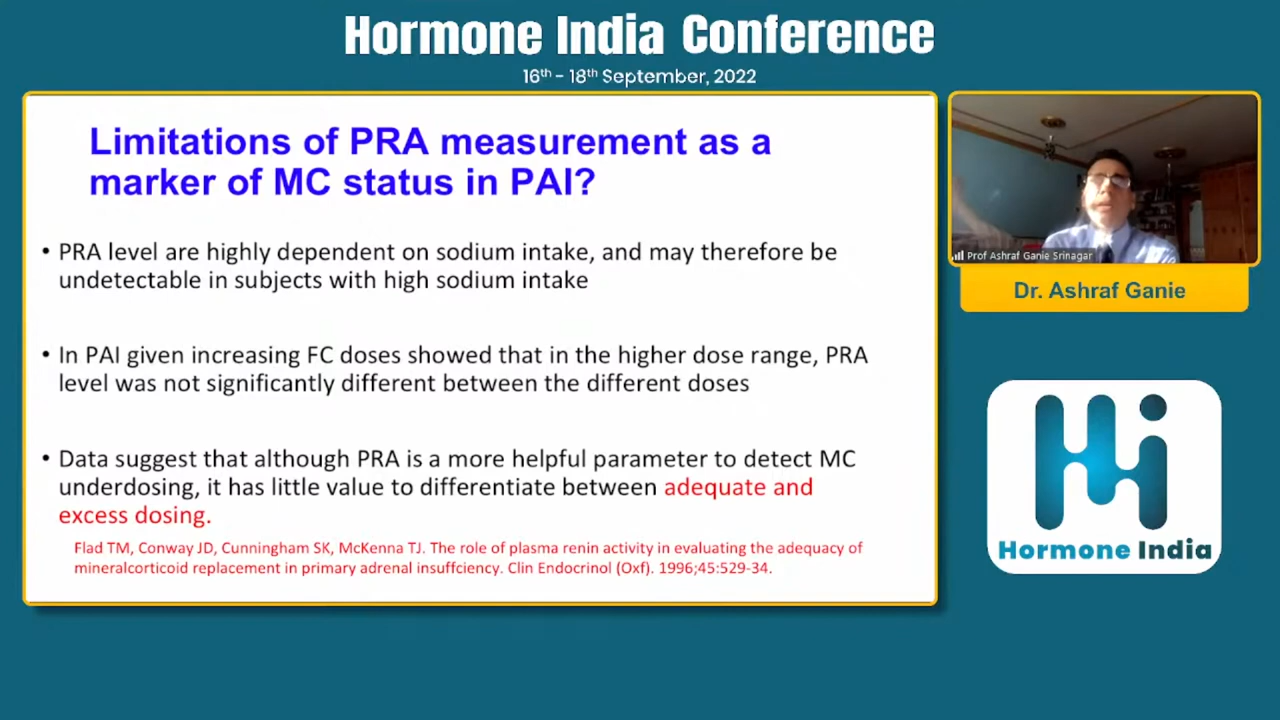 Hormone India Conference
16th - 18th September, 2022
Limitations of PRA measurement as a
marker of MC status in PAI?
• PRA level are highly dependent on sodium intake, and may therefore be
undetectable in subjects with high sodium intake
• In PAI given increasing FC doses showed that in the higher dose range, PRA
level was not significantly different between the different doses
• Data suggest that although PRA is a more helpful parameter to detect MC
underdosing, it has little value to differentiate between adequate and
excess dosing.
Flad TM, Conway JD, Cunningham SK, McKenna TJ. The role of plasma renin activity in evaluating the adequacy of
mineralcorticoid replacement in primary adrenal insuffciency. Clin Endocrinol (Oxf). 1996;45:529-34.
Prof Ashraf Ganie Srinagar
Dr. Ashraf Ganie
Hi
Hormone India